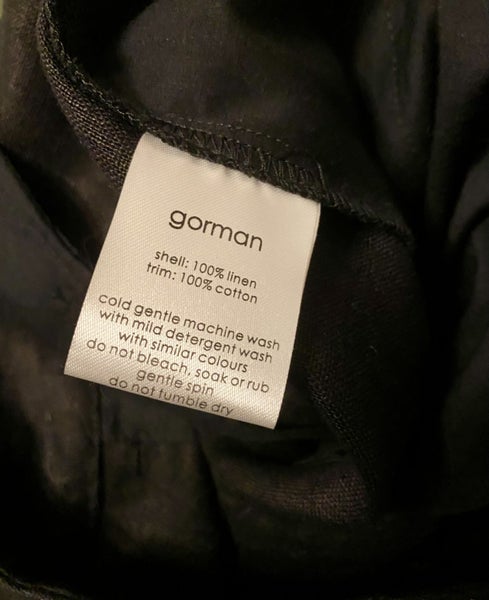 gorman
shell: 100% linen
trim: 100% cotton
cold gentle machine wash
with mild detergent wash
with similar colours
do not bleach, soak or rub
gentle spin
do not tumble dry